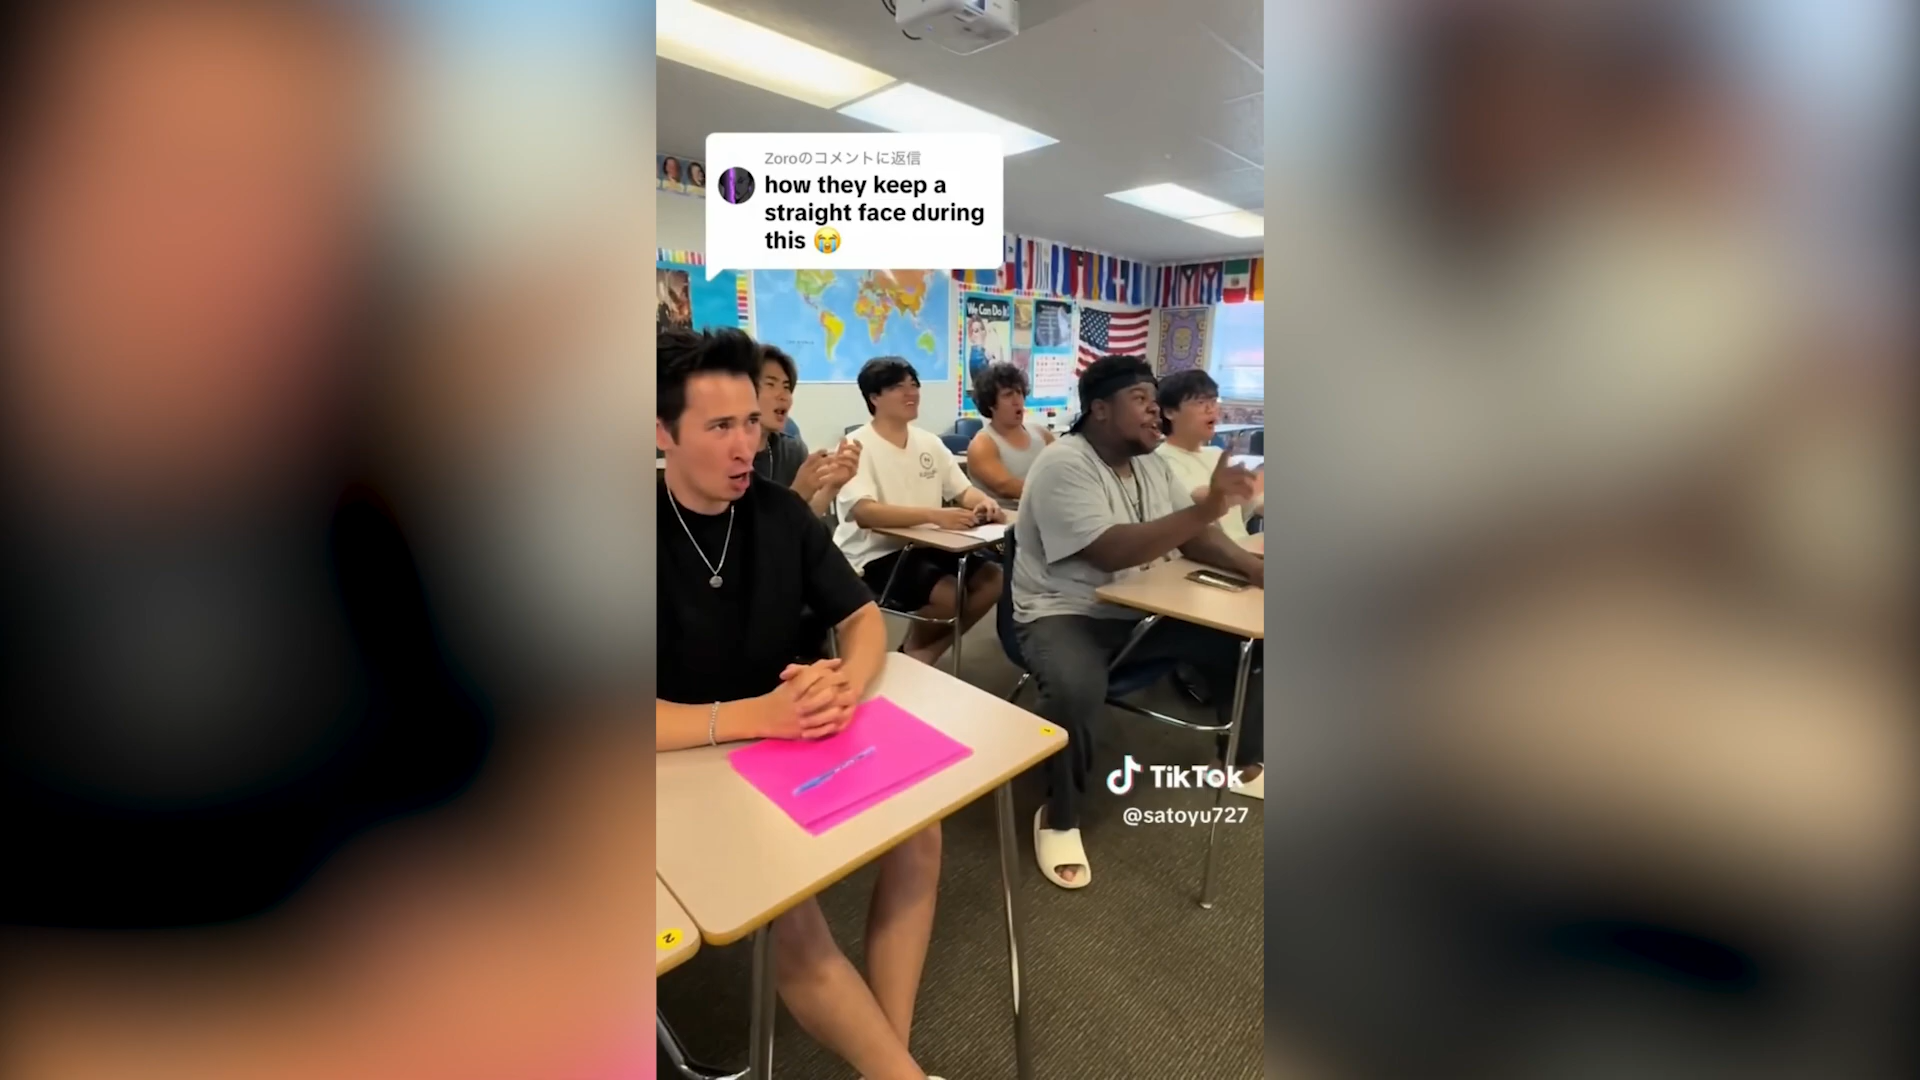 Zoroのコメントに返信
how they keep a
straight face during
this 😭
We Can Do It!
TikTok
@satoyu727